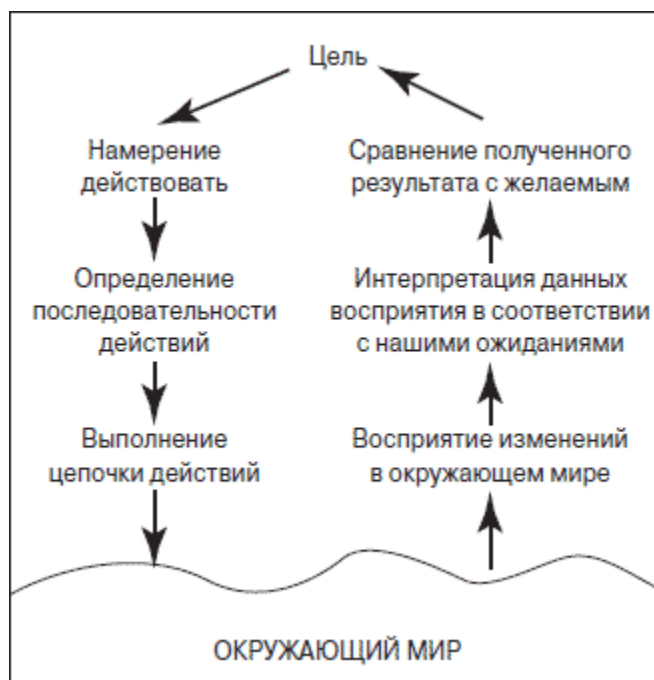 Цель
Намерение
действовать
Определение
последовательности
действий
Выполнение
цепочки действий
Сравнение полученного
результата с желаемым
Интерпретация данных
восприятия в соответствии
с нашими ожиданиями
Восприятие изменений
в окружающем мире
ОКРУЖАЮЩИЙ МИР